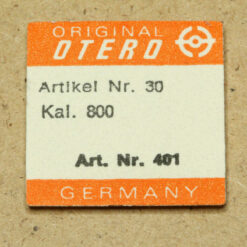 ORIGINAL
OTERO
Artikel Nr. 30
Kal. 800
Art. Nr. 401
GERMANY